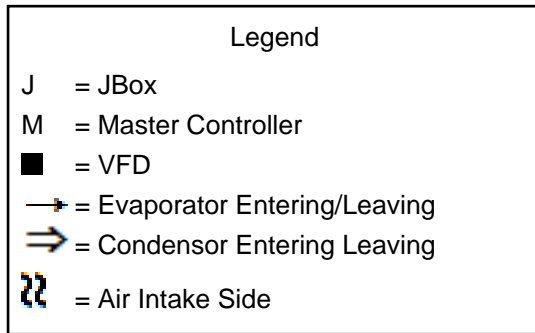 Legend
J = JBox
M = Master Controller
■ = VFD
→ = Evaporator Entering/Leaving
⇒ = Condensor Entering Leaving
= Air Intake Side